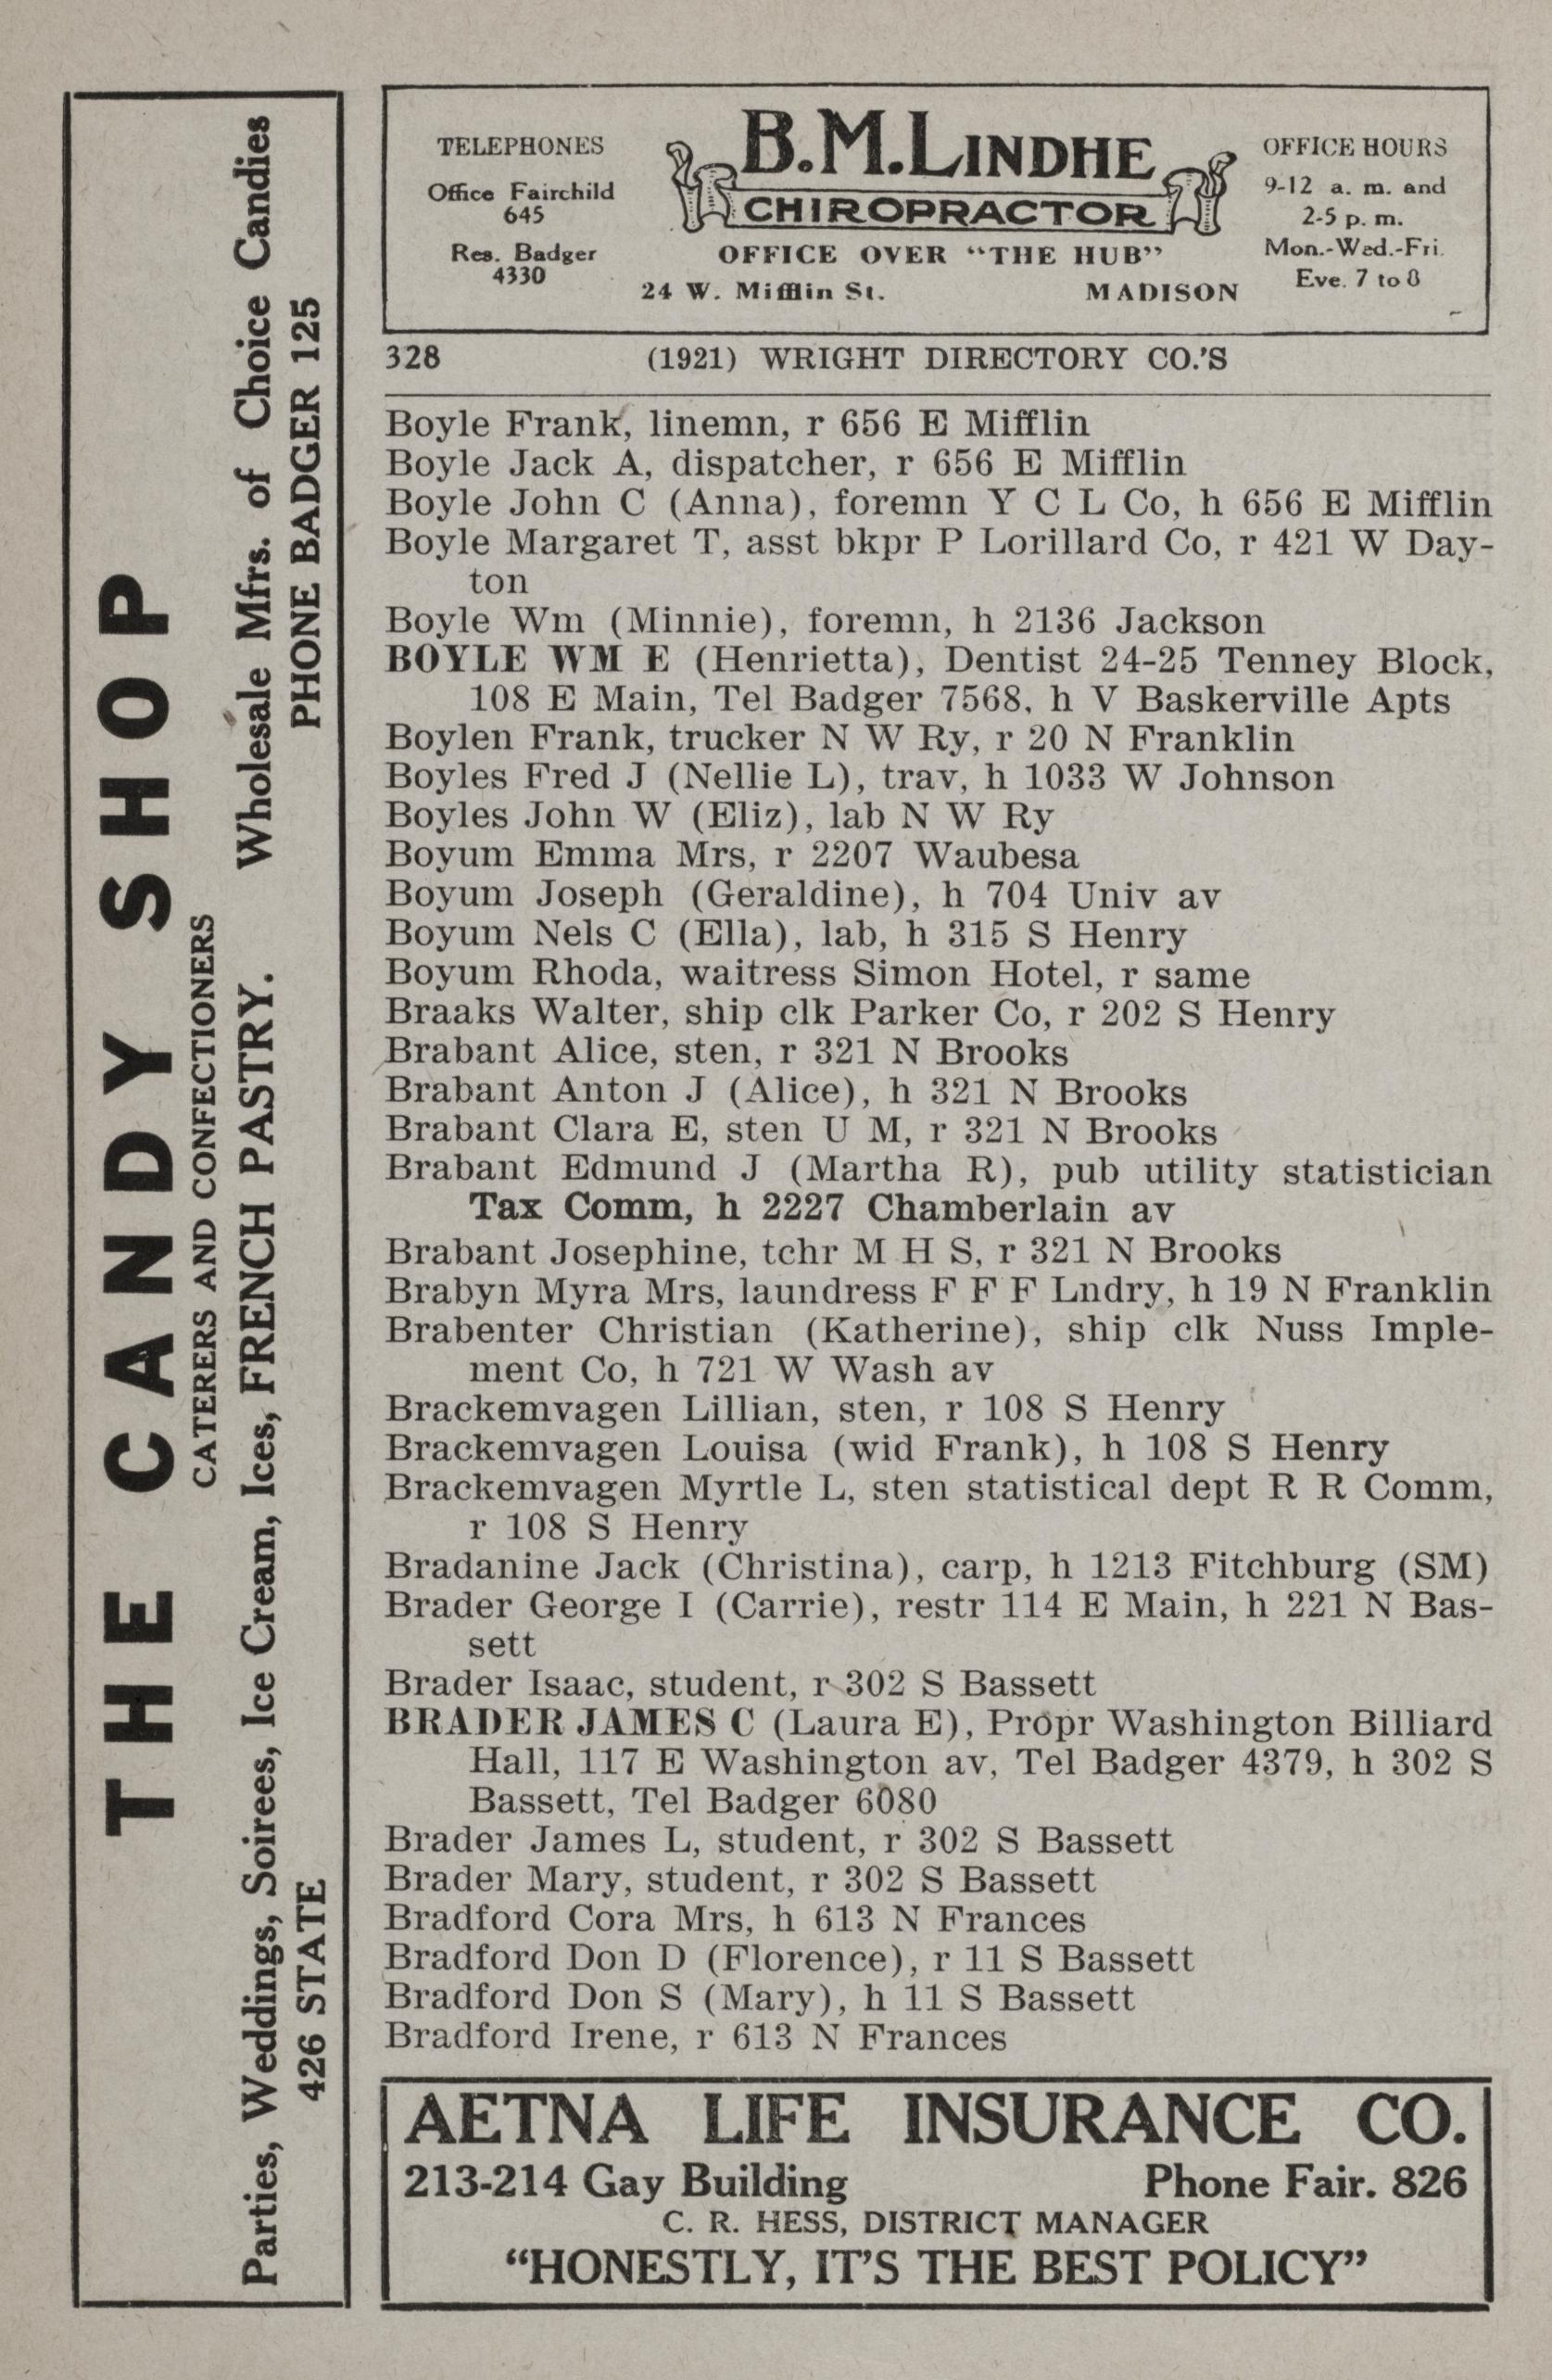 THE CANDY SHOP
CATERERS AND CONFECTIONERS
Parties, Weddings, Soirees, Ice Cream, Ices, FRENCH PASTRY. Wholesale Mfrs. of Choice Candies
426 STATE PHONE BADGER 125
TELEPHONES
Office Fairchild
645
Res. Badger
4330
B.M. LINDHE
CHIROPRACTOR
OFFICE OVER "THE HUB"
24 W. Mifflin St. MADISON
OFFICE HOURS
9-12 a. m. and
2-5 p. m.
Mon.-Wed.-Fri.
Eve. 7 to 8
328 (1921) WRIGHT DIRECTORY CO.'S
Boyle Frank, linemn, r 656 E Mifflin
Boyle Jack A, dispatcher, r 656 E Mifflin
Boyle John C (Anna), foremn Y C L Co, h 656 E Mifflin
Boyle Margaret T, asst bkpr P Lorillard Co, r 421 W Day-
ton
Boyle Wm (Minnie), foremn, h 2136 Jackson
BOYLE WM E (Henrietta), Dentist 24-25 Tenney Block,
108 E Main, Tel Badger 7568, h V Baskerville Apts
Boylen Frank, trucker N W Ry, r 20 N Franklin
Boyles Fred J (Nellie L), trav, h 1033 W Johnson
Boyles John W (Eliz), lab N W Ry
Boyum Emma Mrs, r 2207 Waubesa
Boyum Joseph (Geraldine), h 704 Univ av
Boyum Nels C (Ella), lab, h 315 S Henry
Boyum Rhoda, waitress Simon Hotel, r same
Braaks Walter, ship clk Parker Co, r 202 S Henry
Brabant Alice, sten, r 321 N Brooks
Brabant Anton J (Alice), h 321 N Brooks
Brabant Clara E, sten U M, r 321 N Brooks
Brabant Edmund J (Martha R), pub utility statistician
Tax Comm, h 2227 Chamberlain av
Brabant Josephine, tchr M H S, r 321 N Brooks
Brabyn Myra Mrs, laundress F F F Lndry, h 19 N Franklin
Brabenter Christian (Katherine), ship clk Nuss Imple-
ment Co, h 721 W Wash av
Brackemvagen Lillian, sten, r 108 S Henry
Brackemvagen Louisa (wid Frank), h 108 S Henry
Brackemvagen Myrtle L, sten statistical dept R R Comm,
r 108 S Henry
Bradanine Jack (Christina), carp, h 1213 Fitchburg (SM)
Brader George I (Carrie), restr 114 E Main, h 221 N Bas-
sett
Brader Isaac, student, r 302 S Bassett
BRADER JAMES C (Laura E), Propr Washington Billiard
Hall, 117 E Washington av, Tel Badger 4379, h 302 S
Bassett, Tel Badger 6080
Brader James L, student, r 302 S Bassett
Brader Mary, student, r 302 S Bassett
Bradford Cora Mrs, h 613 N Frances
Bradford Don D (Florence), r 11 S Bassett
Bradford Don S (Mary), h 11 S Bassett
Bradford Irene, r 613 N Frances
AETNA LIFE INSURANCE CO.
213-214 Gay Building Phone Fair. 826
C. R. HESS, DISTRICT MANAGER
"HONESTLY, IT'S THE BEST POLICY"